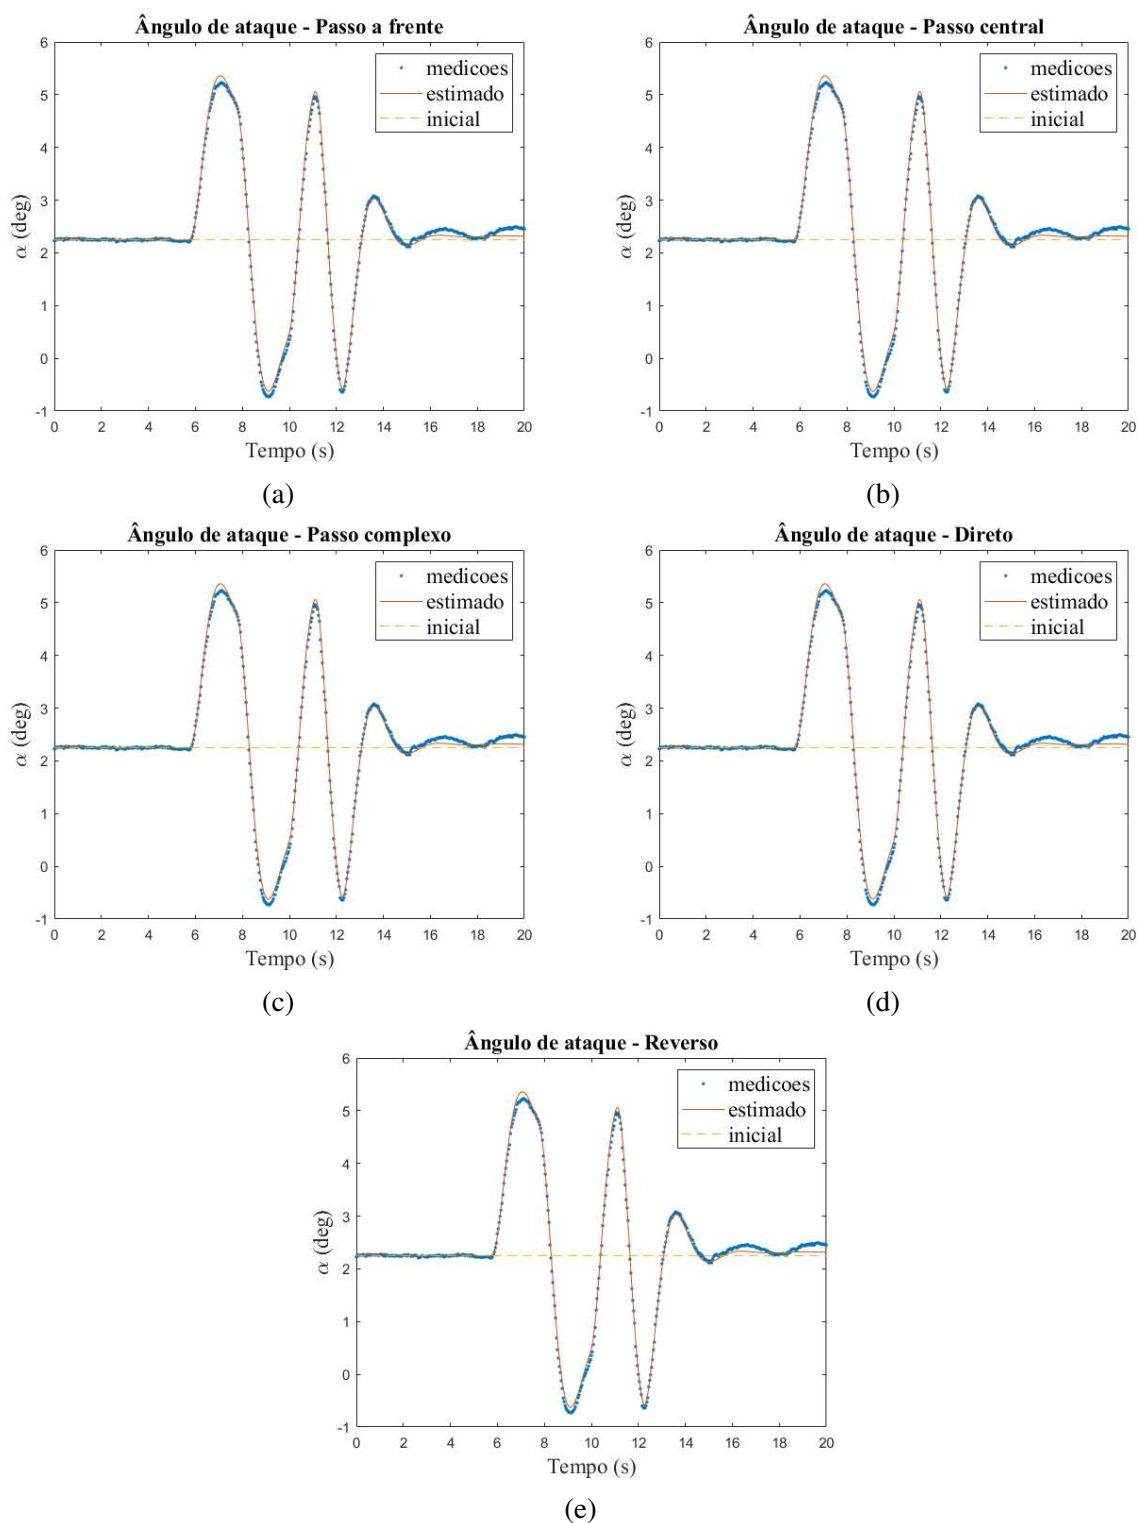 Ângulo de ataque - Passo a frente
6
5
4
3
2
1
0
-1
α (deg)
medicoes
estimado
inicial
0 2 4 6 8 10 12 14 16 18 20
Tempo (s)
(a)
Ângulo de ataque - Passo central
6
5
4
3
2
1
0
-1
α (deg)
medicoes
estimado
inicial
0 2 4 6 8 10 12 14 16 18 20
Tempo (s)
(b)
Ângulo de ataque - Passo complexo
6
5
4
3
2
1
0
-1
α (deg)
medicoes
estimado
inicial
0 2 4 6 8 10 12 14 16 18 20
Tempo (s)
(c)
Ângulo de ataque - Direto
6
5
4
3
2
1
0
-1
α (deg)
medicoes
estimado
inicial
0 2 4 6 8 10 12 14 16 18 20
Tempo (s)
(d)
Ângulo de ataque - Reverso
6
5
4
3
2
1
0
-1
α (deg)
medicoes
estimado
inicial
0 2 4 6 8 10 12 14 16 18 20
Tempo (s)
(e)